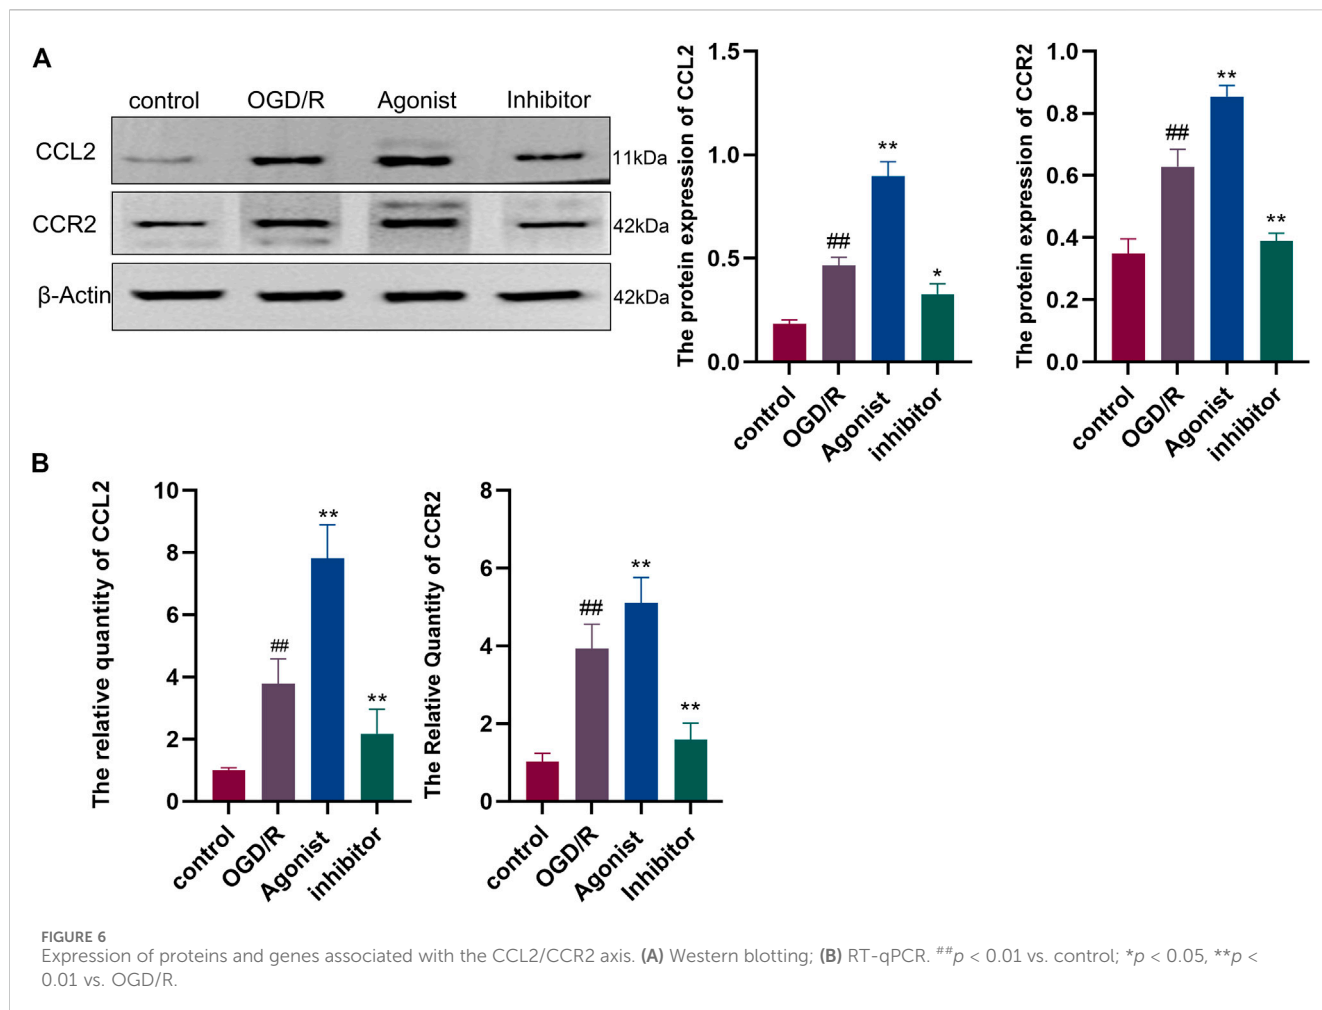 A
control OGD/R Agonist Inhibitor
CCL2 11kDa
CCR2 42kDa
β-Actin 42kDa
The protein expression of CCL2
1.5
1.0
0.5
0.0
##
**
*
control OGD/R Agonist inhibitor
The protein expression of CCR2
1.0
0.8
0.6
0.4
0.2
0.0
##
**
**
control OGD/R Agonist inhibitor
B
The relative quantity of CCL2
10
8
6
4
2
0
##
**
**
control OGD/R Agonist inhibitor
The Relative Quantity of CCR2
8
6
4
2
0
##
**
**
control OGD/R Agonist Inhibitor
FIGURE 6
Expression of proteins and genes associated with the CCL2/CCR2 axis. (A) Western blotting; (B) RT-qPCR. ##p < 0.01 vs. control; *p < 0.05, **p <
0.01 vs. OGD/R.